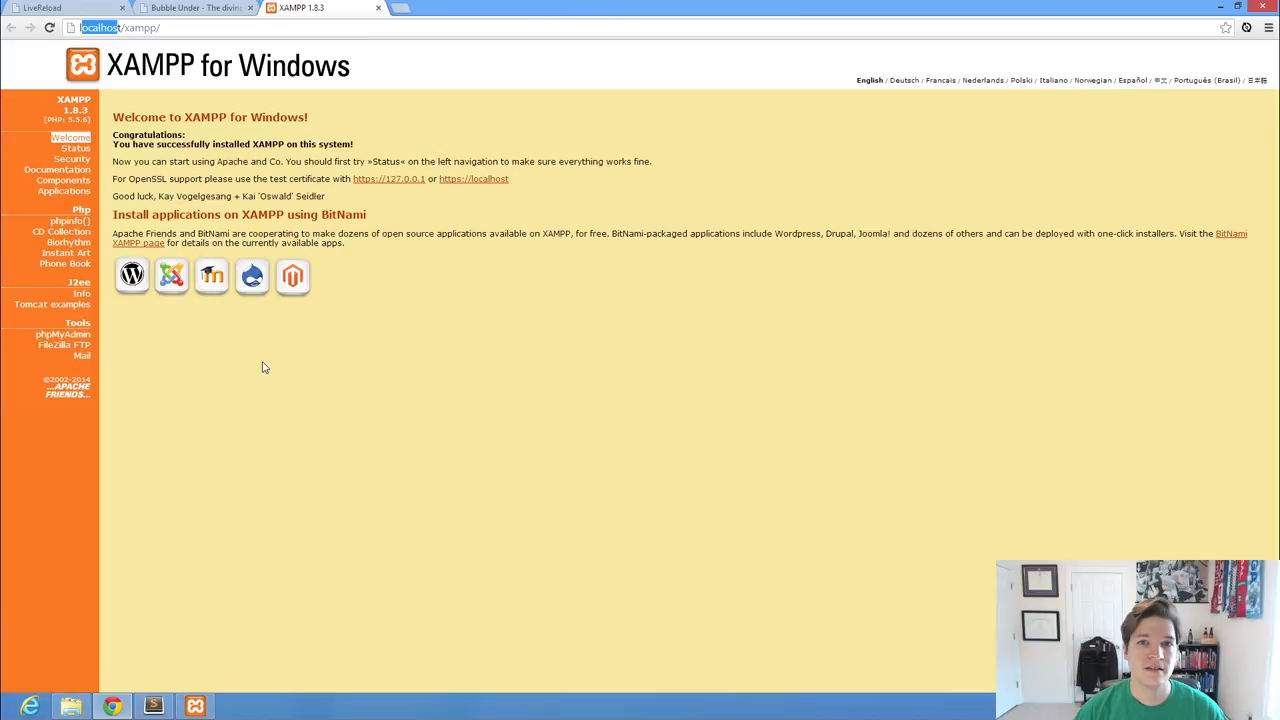 LiveReload
Bubble Under - The divin
XAMPP 1.8.3
localhost/xampp/
XAMPP for Windows
English / Deutsch / Francais / Nederlands / Polski / Italiano / Norwegian / Español / 中文 / Português (Brasil) / 日本語
XAMPP
1.8.3
[PHP: 5.5.6]
Welcome
Status
Security
Documentation
Components
Applications
Php
phpinfo()
CD Collection
Biorhythm
Instant Art
Phone Book
J2ee
Info
Tomcat examples
Tools
phpMyAdmin
FileZilla FTP
Mail
©2002-2014
...APACHE
FRIENDS...
Welcome to XAMPP for Windows!
Congratulations:
You have successfully installed XAMPP on this system!
Now you can start using Apache and Co. You should first try »Status« on the left navigation to make sure everything works fine.
For OpenSSL support please use the test certificate with https://127.0.0.1 or https://localhost
Good luck, Kay Vogelgesang + Kai 'Oswald' Seidler
Install applications on XAMPP using BitNami
Apache Friends and BitNami are cooperating to make dozens of open source applications available on XAMPP, for free. BitNami-packaged applications include Wordpress, Drupal, Joomla! and dozens of others and can be deployed with one-click installers. Visit the BitNami
XAMPP page for details on the currently available apps.